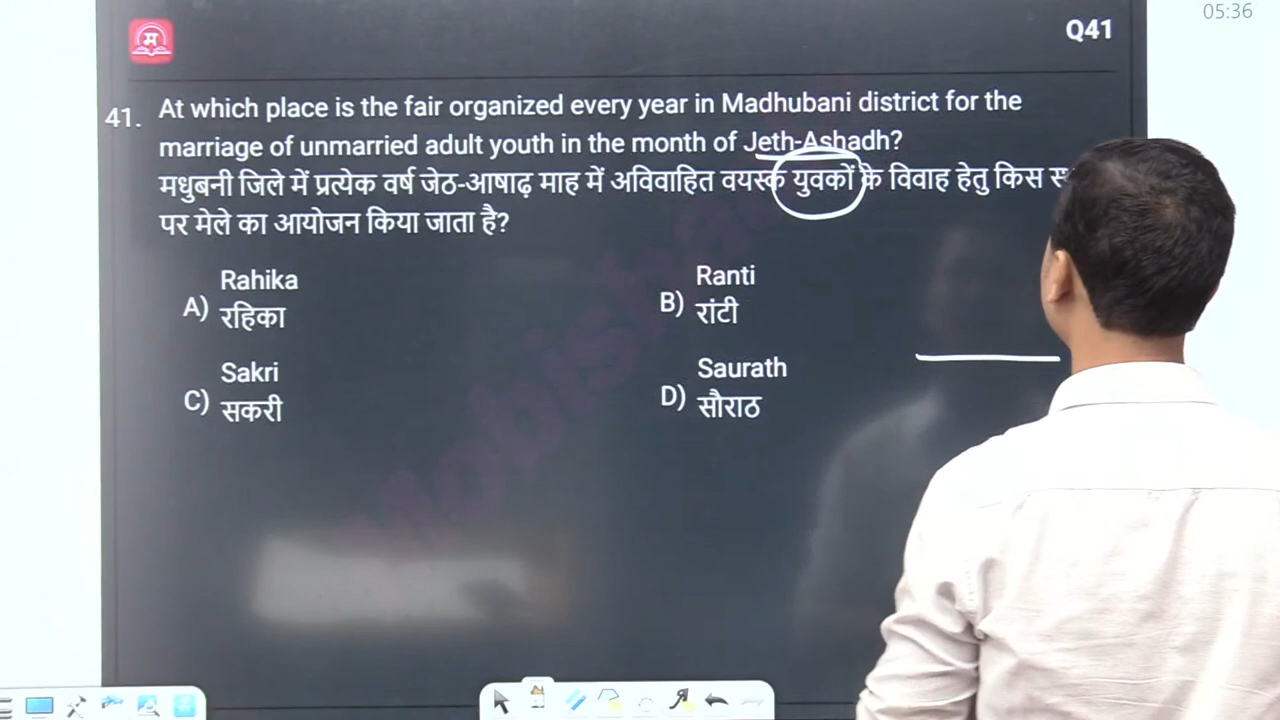 05:36
म
Q41
41. At which place is the fair organized every year in Madhubani district for the
marriage of unmarried adult youth in the month of Jeth-Ashadh?
मधुबनी जिले में प्रत्येक वर्ष जेठ-आषाढ़ माह में अविवाहित वयस्क युवकों के विवाह हेतु किस
पर मेले का आयोजन किया जाता है?
A) Rahika
रहिका
B) Ranti
रांटी
C) Sakri
सकरी
D) Saurath
सौराठ